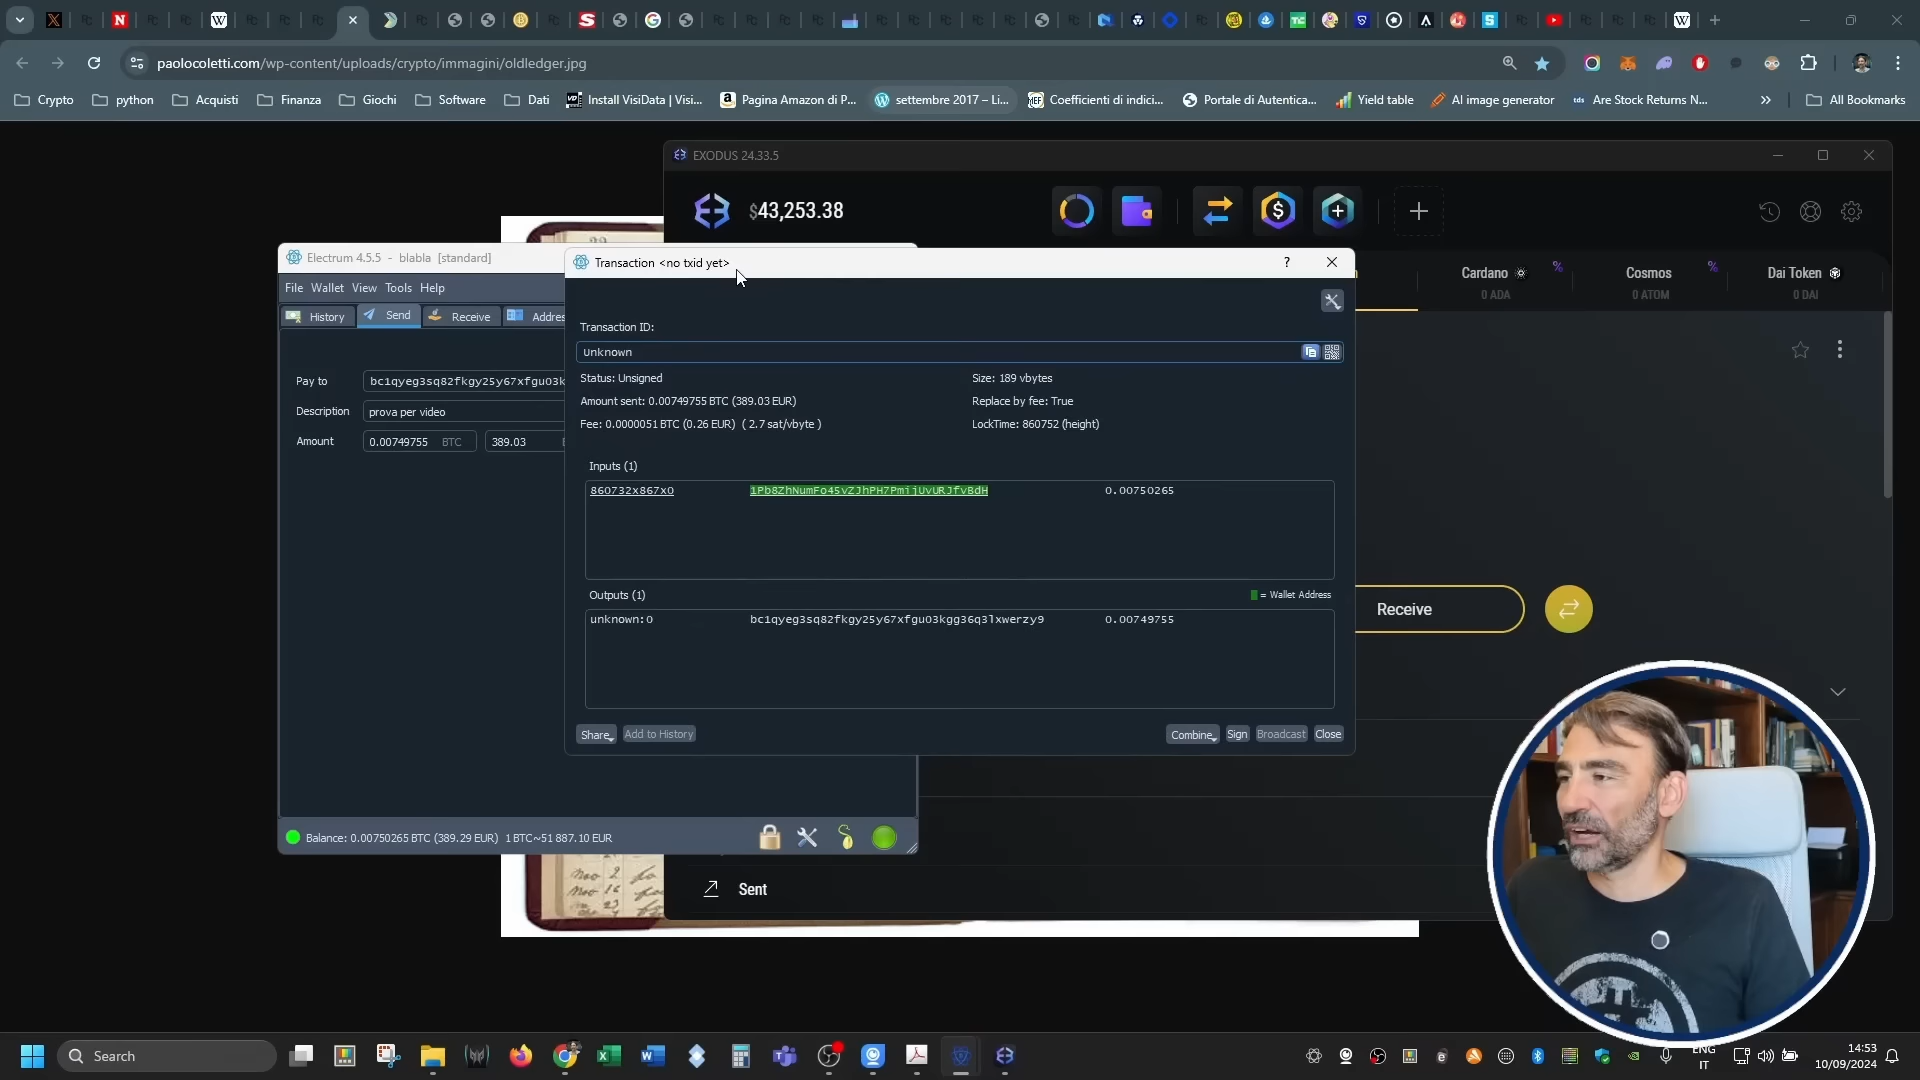 paolocoletti.com/wp-content/uploads/crypto/immagini/oldledger.jpg
Crypto
python
Acquisti
Finanza
Giochi
Software
Dati
Install VisiData | Visi...
Pagina Amazon di P...
settembre 2017 – Li...
Coefficienti di indici...
Portale di Autentica...
Yield table
AI image generator
Are Stock Returns N...
All Bookmarks
EXODUS 24.33.5
$43,253.38
Cardano
0 ADA
Cosmos
0 ATOM
Dai Token
0 DAI
Receive
Sent
Electrum 4.5.5 - blabla [standard]
File Wallet View Tools Help
History Send Receive Addres
Pay to bc1qyeg3sq82fkgy25y67xfgu03k
Description prova per video
Amount 0.00749755 BTC 389.03
Balance: 0.00750265 BTC (389.29 EUR) 1 BTC~51 887.10 EUR
Transaction <no txid yet>
Transaction ID:
Unknown
Status: Unsigned
Size: 189 vbytes
Amount sent: 0.00749755 BTC (389.03 EUR)
Replace by fee: True
Fee: 0.0000051 BTC (0.26 EUR) ( 2.7 sat/vbyte )
LockTime: 860752 (height)
Inputs (1)
860732x867x0 1Pb8ZhNumFo45vZJhPH7PmijUvURJfvBdH 0.00750265
Outputs (1)
= Wallet Address
unknown:0 bc1qyeg3sq82fkgy25y67xfgu03kgg36q3lxwerzy9 0.00749755
Share Add to History
Combine Sign Broadcast Close
Search
ENG
IT
14:53
10/09/2024